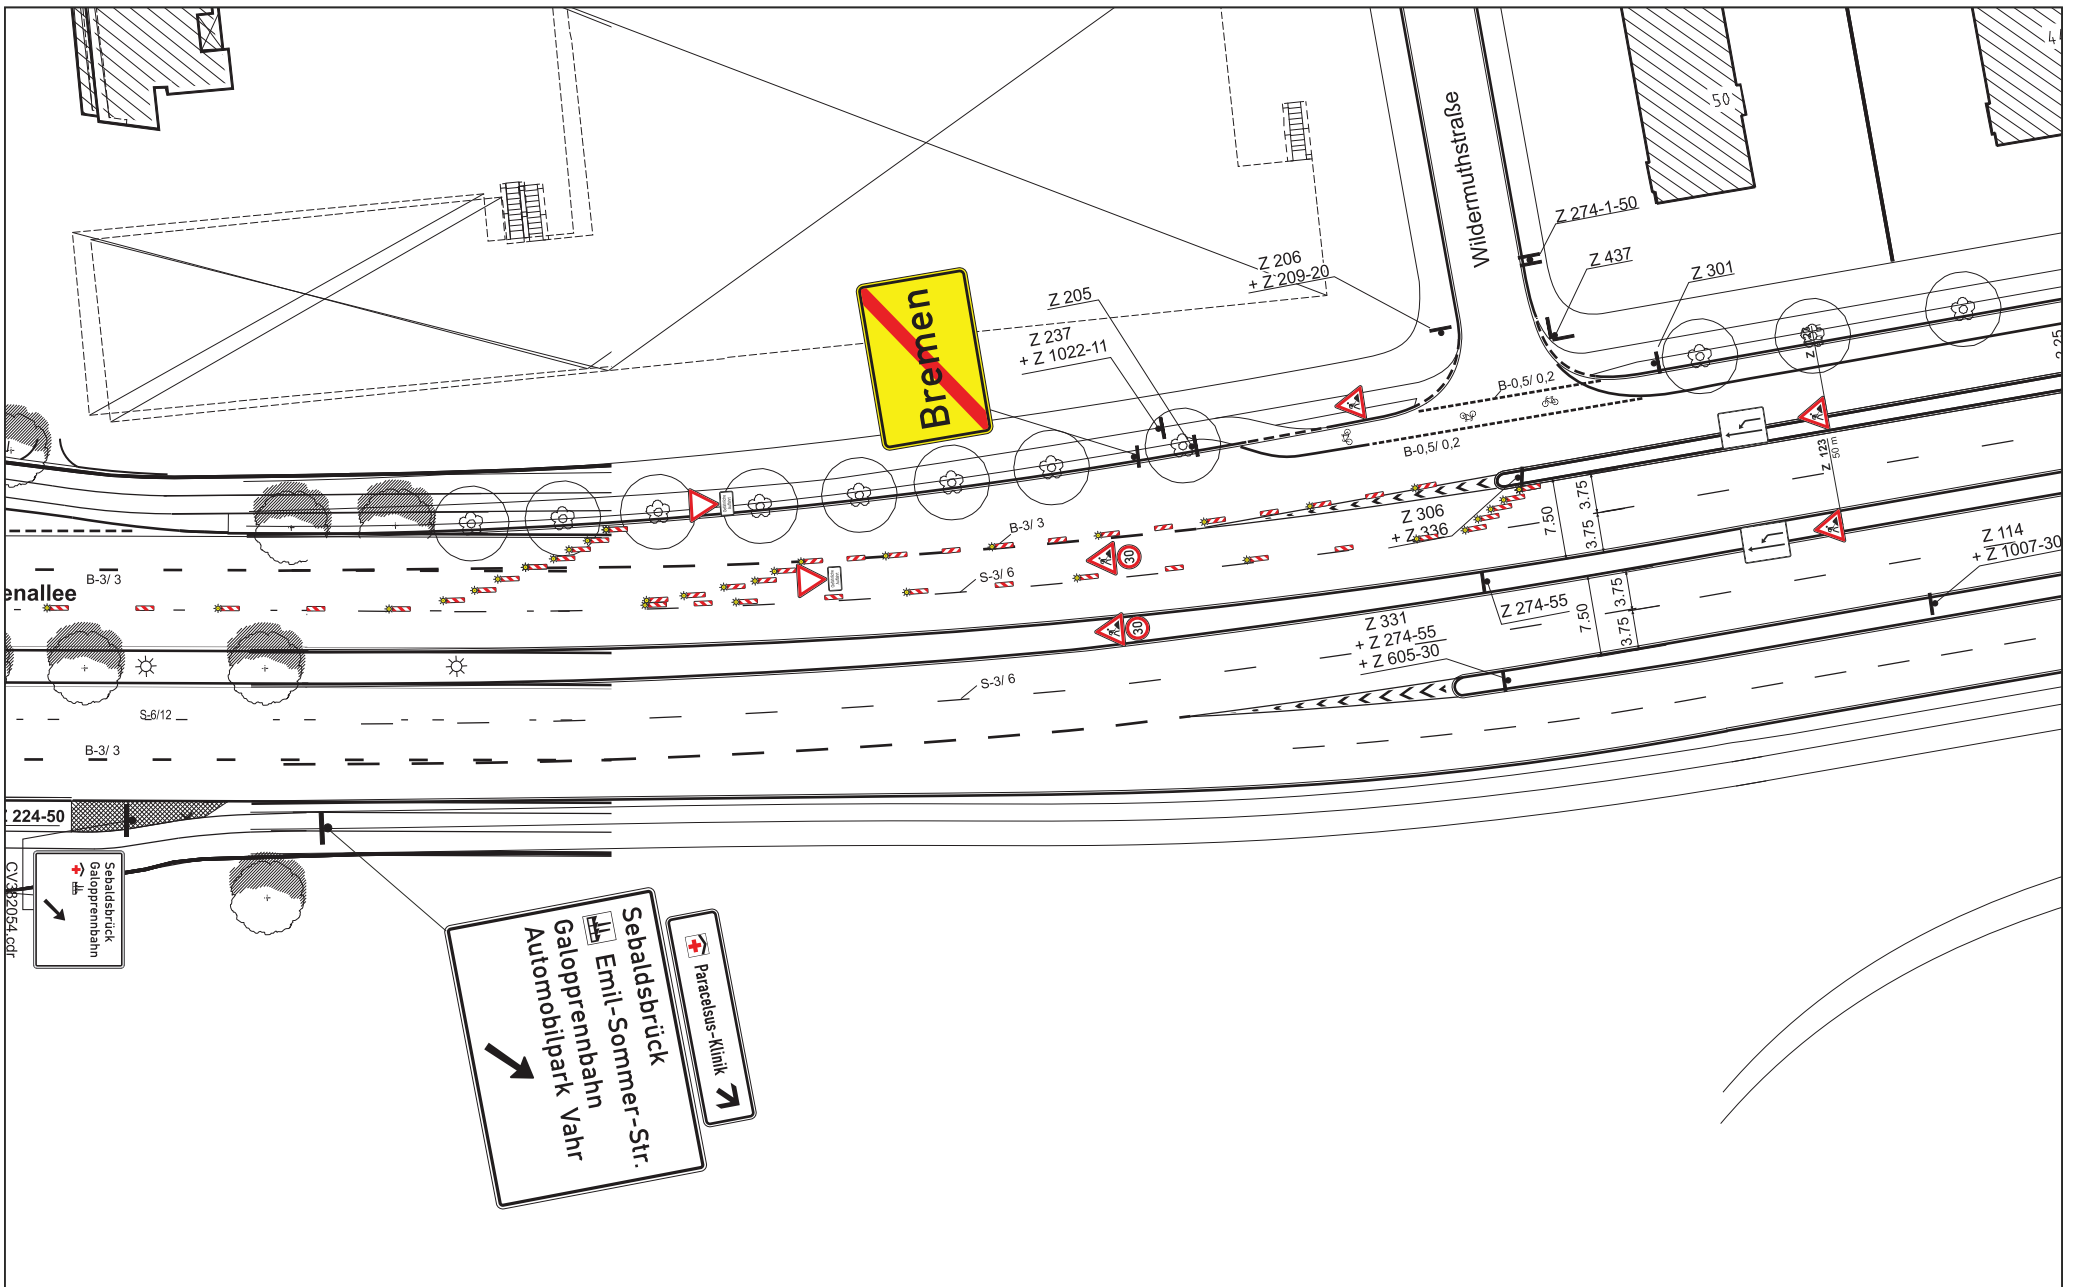 50
Wildermuthstraße
Z 274-1-50
Z 437
Z 301
Z 206
+ Z 209-20
Z 205
Z 237
+ Z 1022-11
Bremen
B-0,5/ 0,2
B-0,5/ 0,2
Z 123
50 m
Z 306
+ Z 336
7.50
3.75
3.75
Z 114
+ Z 1007-30
B-3/ 3
30
S-3/ 6
B-3/ 3
enallee
Z 274-55
7.50
3.75
3.75
Z 331
+ Z 274-55
+ Z 605-30
30
S-3/ 6
S-6/12
B-3/ 3
224-50
Sebaldsbrück
Galopprennbahn
CV382054.cdr
Sebaldsbrück
Emil-Sommer-Str.
Galopprennbahn
Automobilpark Vahr
Paracelsus-Klinik